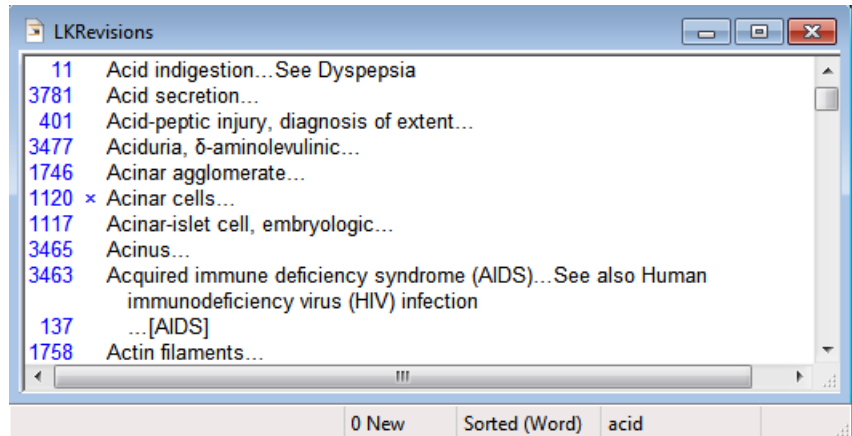 LKRevisions
11 Acid indigestion…See Dyspepsia
3781 Acid secretion…
401 Acid-peptic injury, diagnosis of extent…
3477 Aciduria, δ-aminolevulinic…
1746 Acinar agglomerate…
1120 × Acinar cells…
1117 Acinar-islet cell, embryologic…
3465 Acinus…
3463 Acquired immune deficiency syndrome (AIDS)…See also Human
immunodeficiency virus (HIV) infection
137 …[AIDS]
1758 Actin filaments…
0 New Sorted (Word) acid